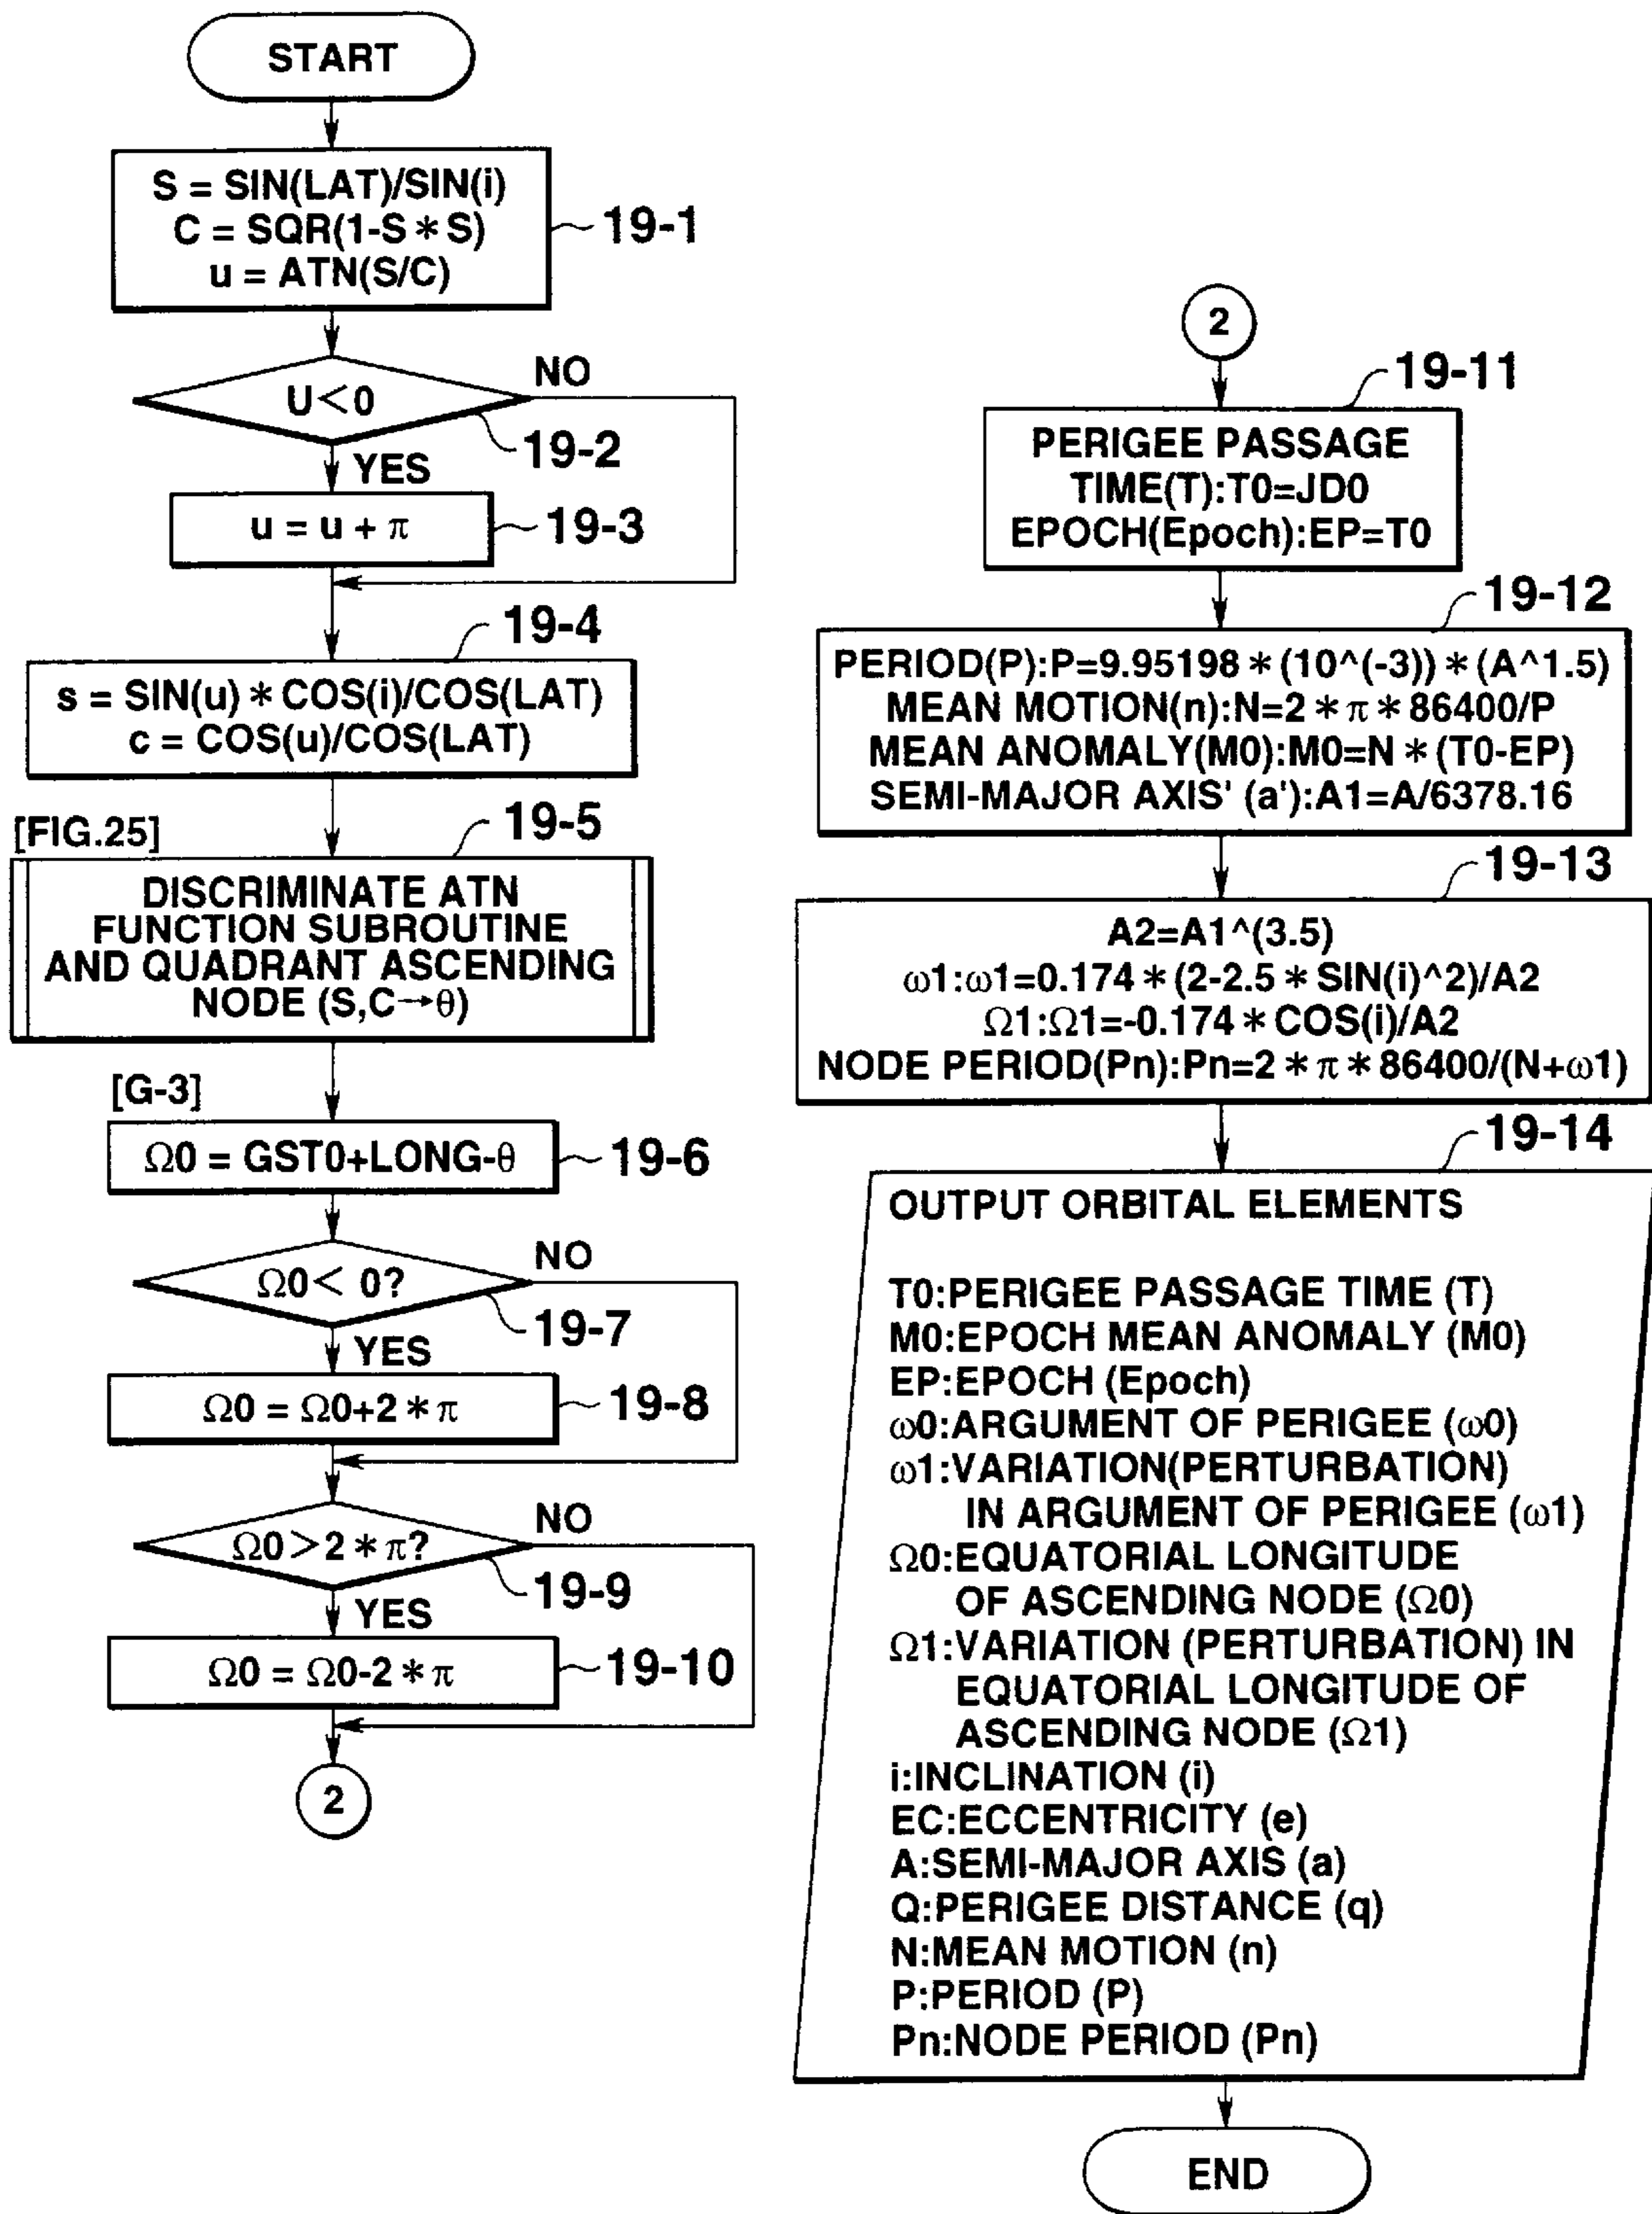 START
S = SIN(LAT)/SIN(i)
C = SQR(1-S * S)
u = ATN(S/C)
19-1
U<0
NO
19-2
YES
u = u + π
19-3
19-4
s = SIN(u) * COS(i)/COS(LAT)
c = COS(u)/COS(LAT)
[FIG.25]
19-5
DISCRIMINATE ATN
FUNCTION SUBROUTINE
AND QUADRANT ASCENDING
NODE (S,C→θ)
[G-3]
Ω0 = GST0+LONG-θ
19-6
Ω0< 0?
NO
19-7
YES
Ω0 = Ω0+2 * π
19-8
Ω0>2 * π?
NO
19-9
YES
Ω0 = Ω0-2 * π
19-10
2
2
19-11
PERIGEE PASSAGE
TIME(T):T0=JD0
EPOCH(Epoch):EP=T0
19-12
PERIOD(P):P=9.95198 * (10^(-3)) * (A^1.5)
MEAN MOTION(n):N=2 * π * 86400/P
MEAN ANOMALY(M0):M0=N * (T0-EP)
SEMI-MAJOR AXIS' (a'):A1=A/6378.16
19-13
A2=A1^(3.5)
ω1:ω1=0.174 * (2-2.5 * SIN(i)^2)/A2
Ω1:Ω1=-0.174 * COS(i)/A2
NODE PERIOD(Pn):Pn=2 * π * 86400/(N+ω1)
19-14
OUTPUT ORBITAL ELEMENTS
T0:PERIGEE PASSAGE TIME (T)
M0:EPOCH MEAN ANOMALY (M0)
EP:EPOCH (Epoch)
ω0:ARGUMENT OF PERIGEE (ω0)
ω1:VARIATION(PERTURBATION)
IN ARGUMENT OF PERIGEE (ω1)
Ω0:EQUATORIAL LONGITUDE
OF ASCENDING NODE (Ω0)
Ω1:VARIATION (PERTURBATION) IN
EQUATORIAL LONGITUDE OF
ASCENDING NODE (Ω1)
i:INCLINATION (i)
EC:ECCENTRICITY (e)
A:SEMI-MAJOR AXIS (a)
Q:PERIGEE DISTANCE (q)
N:MEAN MOTION (n)
P:PERIOD (P)
Pn:NODE PERIOD (Pn)
END